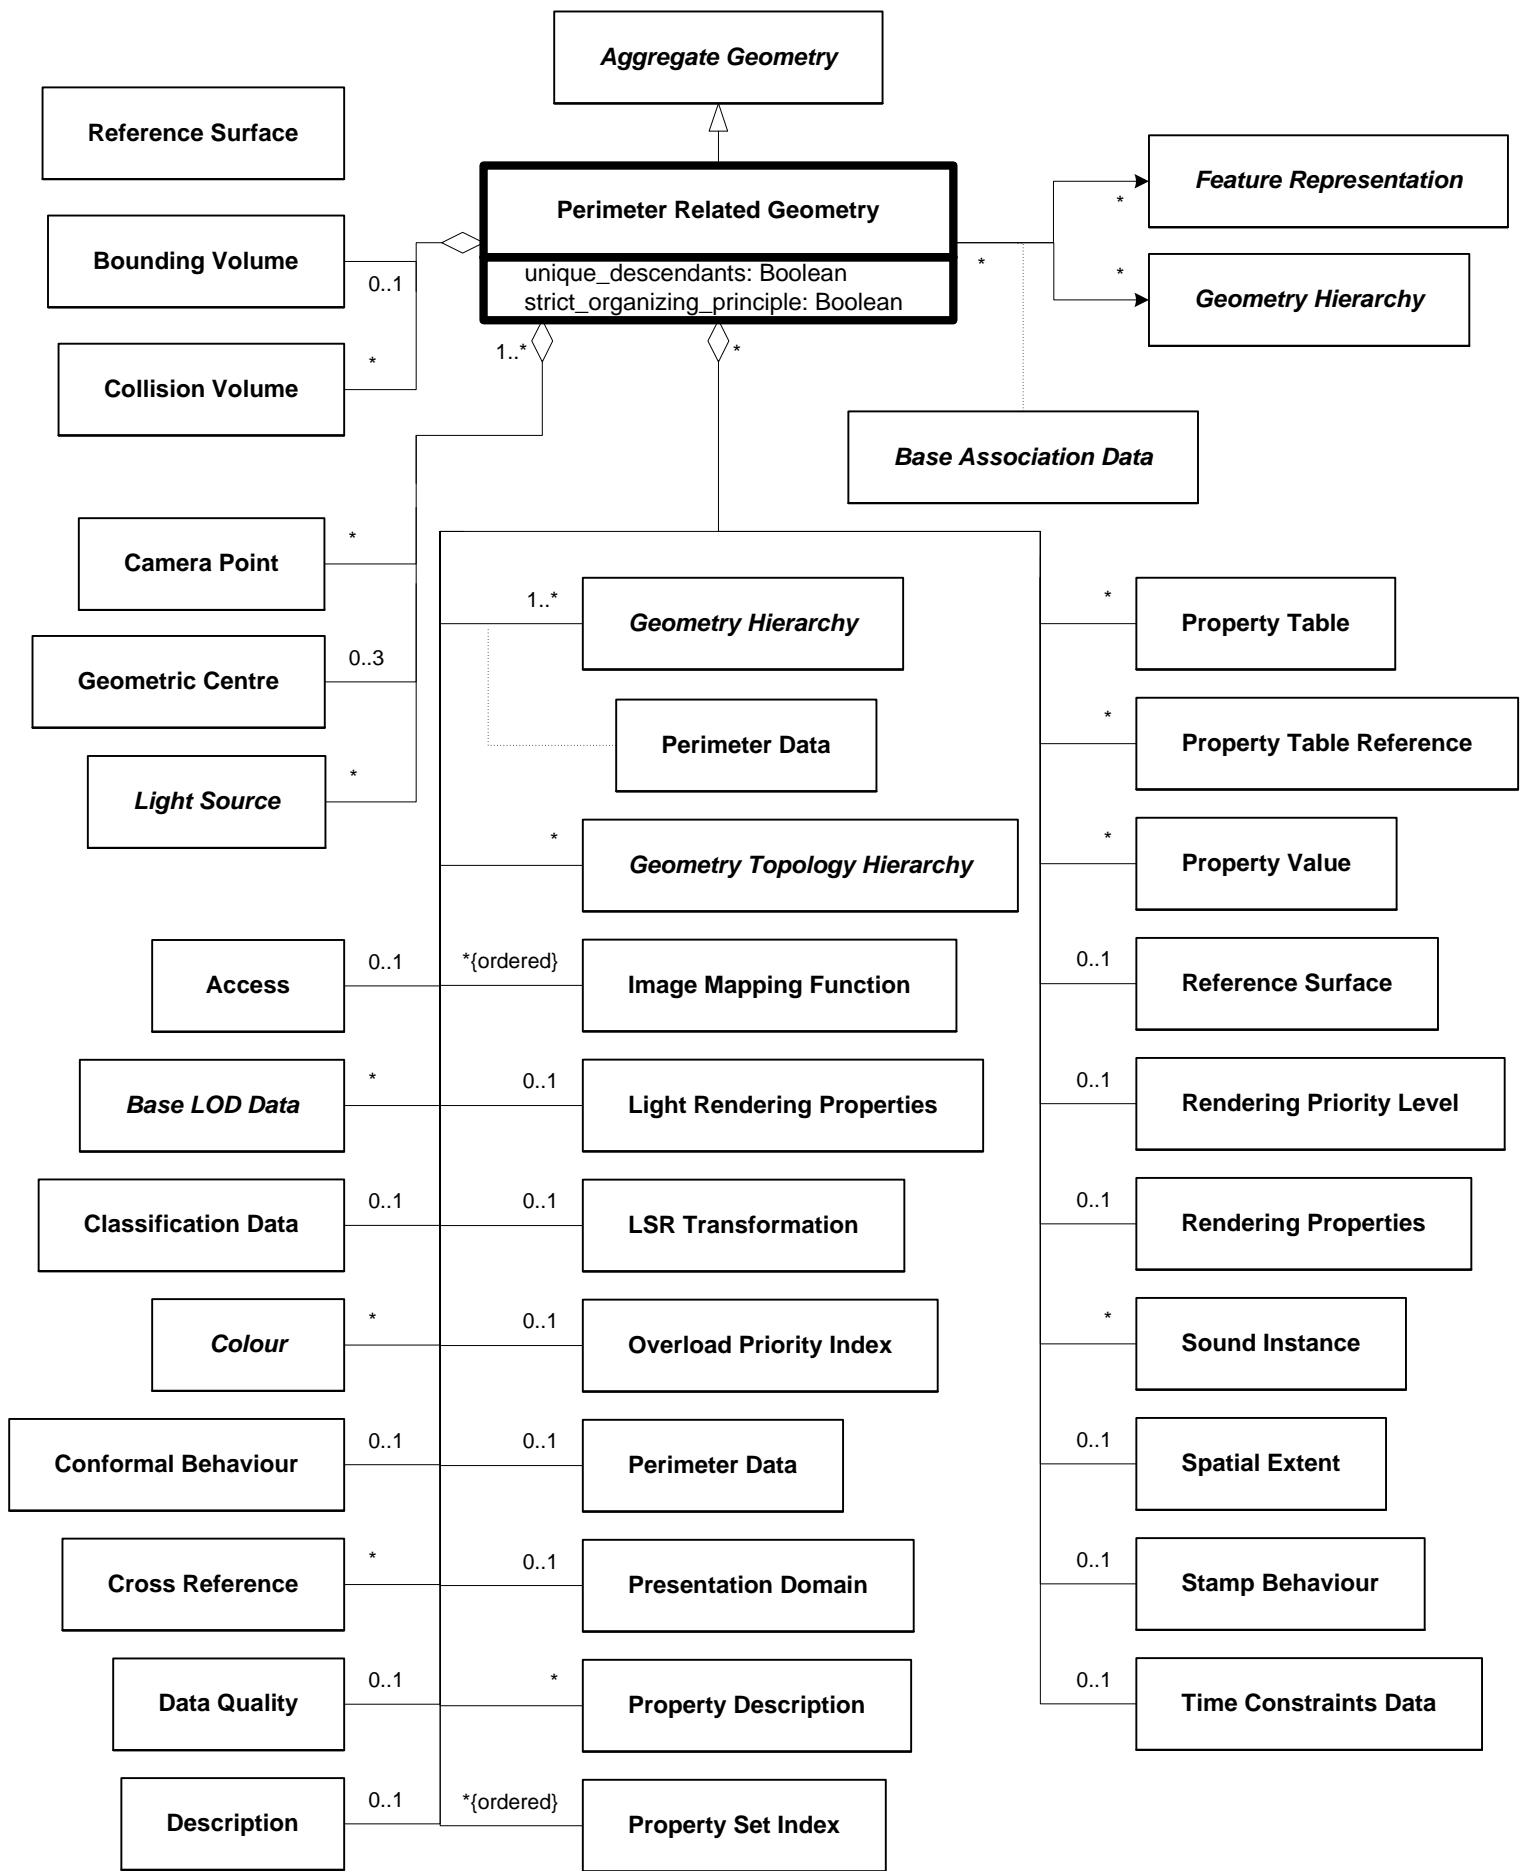 Aggregate Geometry
Reference Surface
Perimeter Related Geometry
unique_descendants: Boolean
strict_organizing_principle: Boolean
Feature Representation
*
*
*
Geometry Hierarchy
Bounding Volume
0..1
Collision Volume
*
1..*
*
Base Association Data
Camera Point
*
Geometric Centre
0..3
Light Source
*
1..*
Geometry Hierarchy
Perimeter Data
*
Geometry Topology Hierarchy
*
Property Table
*
Property Table Reference
*
Property Value
Access
0..1
*{ordered}
Image Mapping Function
0..1
Reference Surface
Base LOD Data
*
0..1
Light Rendering Properties
0..1
Rendering Priority Level
Classification Data
0..1
0..1
LSR Transformation
0..1
Rendering Properties
Colour
*
0..1
Overload Priority Index
*
Sound Instance
Conformal Behaviour
0..1
0..1
Perimeter Data
0..1
Spatial Extent
Cross Reference
*
0..1
Presentation Domain
0..1
Stamp Behaviour
Data Quality
0..1
*
Property Description
0..1
Time Constraints Data
Description
0..1
*{ordered}
Property Set Index